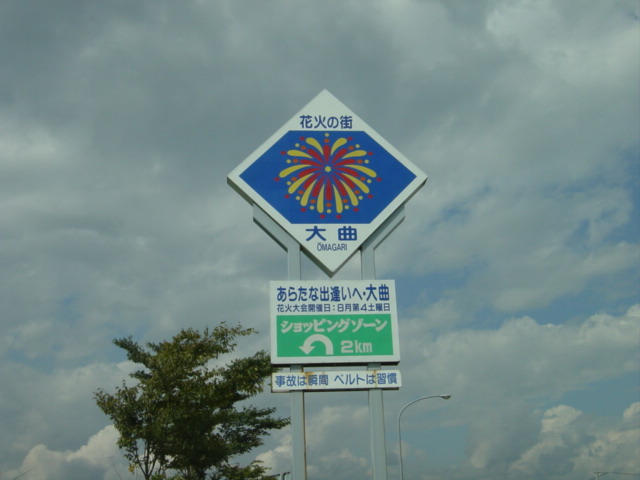 花火の街
大曲
ŌMAGARI
あらたな出逢いへ・大曲
花火大会開催日:8月第4土曜日
ショッピングゾーン
2km
事故は瞬間 ベルトは習慣